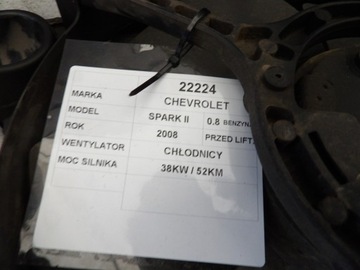 22224
MARKA CHEVROLET
MODEL SPARK II 0.8 BENZYNA
ROK 2008 PRZED LIFT
WENTYLATOR CHŁODNICY
MOC SILNIKA 38KW / 52KM